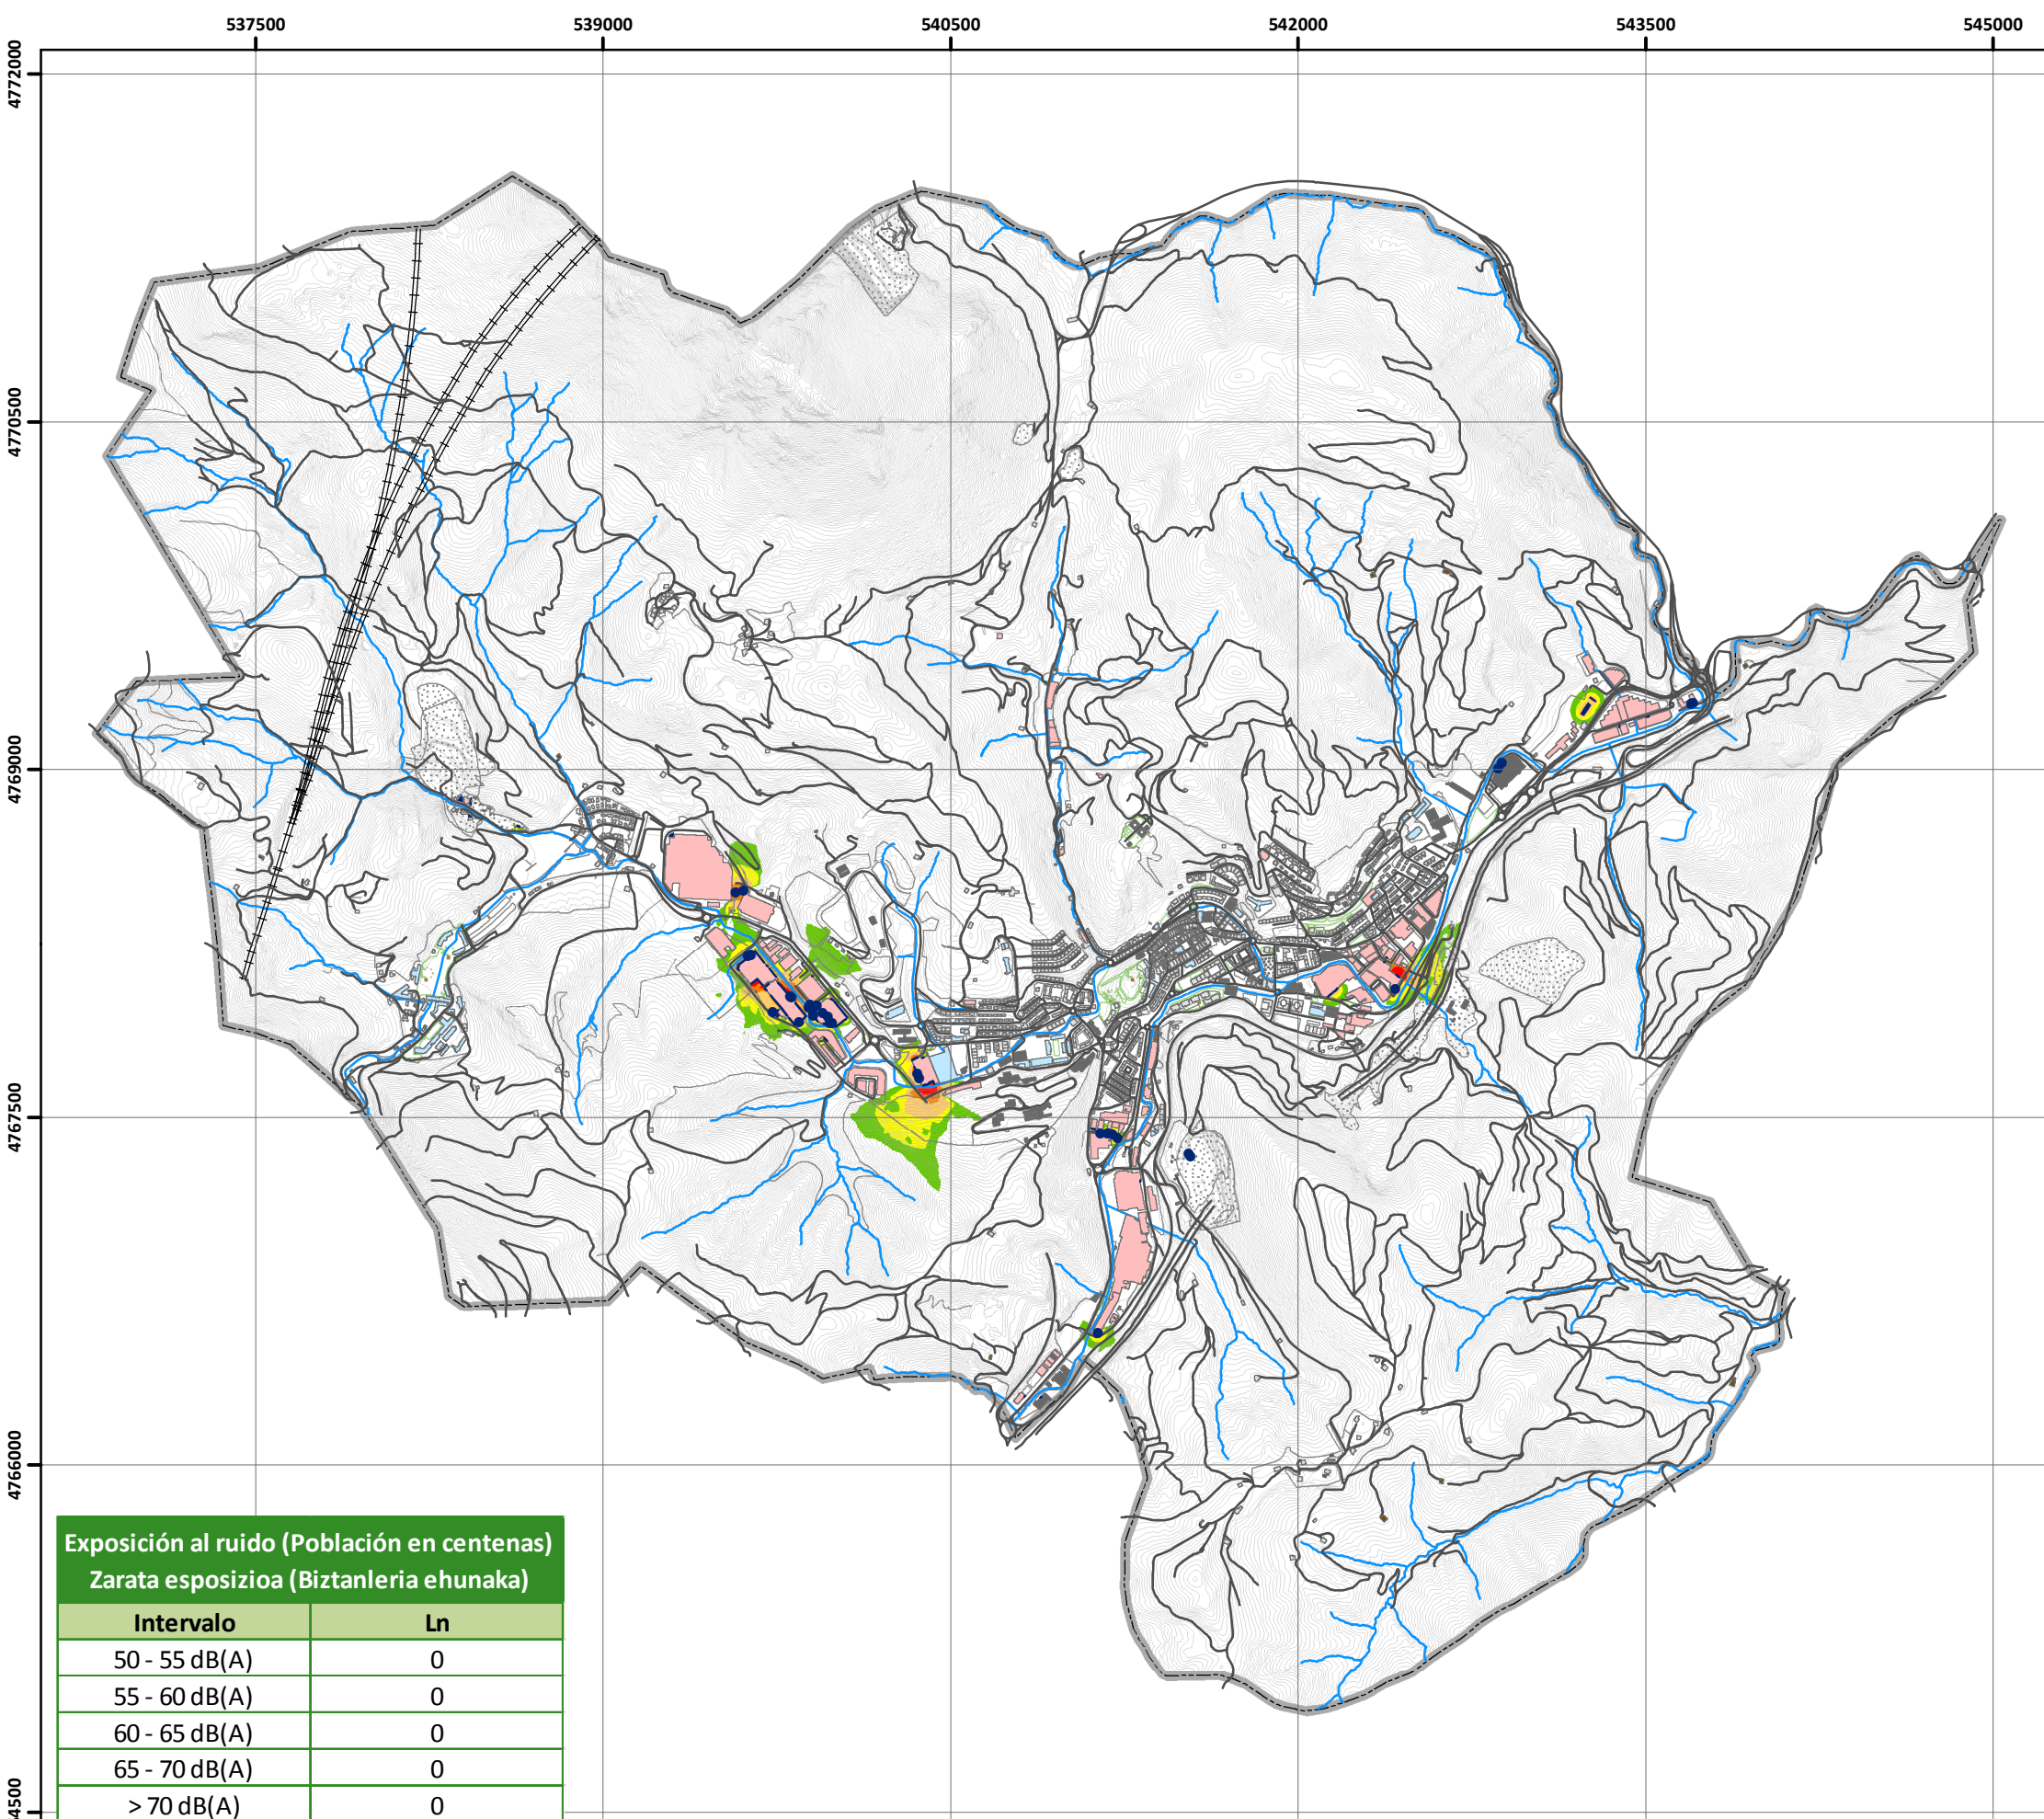 537500 539000 540500 542000 543500 545000
4772000
4770500
4769000
4767500
4766000
Exposición al ruido (Población en centenas)
Zarata esposizioa (Biztanleria ehunaka)
Intervalo Ln
50 - 55 dB(A) 0
55 - 60 dB(A) 0
60 - 65 dB(A) 0
65 - 70 dB(A) 0
> 70 dB(A) 0
4500